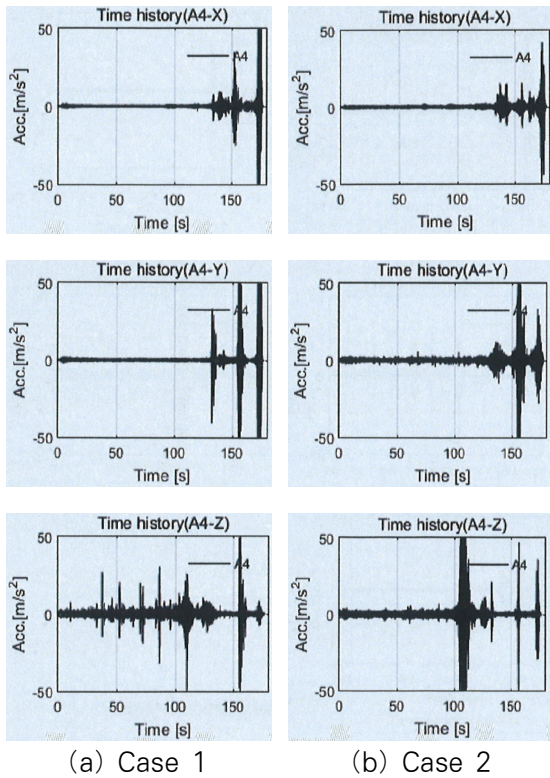 Time history(A4-X)
A4
50
0
-50
Acc.[m/s²]
0 50 100 150
Time [s]
Time history(A4-X)
A4
50
0
-50
Acc.[m/s²]
0 50 100 150
Time [s]
Time history(A4-Y)
A4
50
0
-50
Acc.[m/s²]
0 50 100 150
Time [s]
Time history(A4-Y)
A4
50
0
-50
Acc.[m/s²]
0 50 100 150
Time [s]
Time history(A4-Z)
A4
50
0
-50
Acc.[m/s²]
0 50 100 150
Time [s]
Time history(A4-Z)
A4
50
0
-50
Acc.[m/s²]
0 50 100 150
Time [s]
(a) Case 1
(b) Case 2